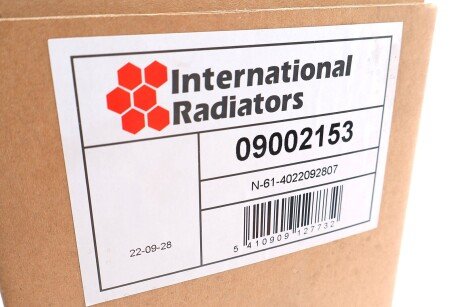 International
Radiators
09002153
N-61-4022092807
22-09-28
5 410909 127732